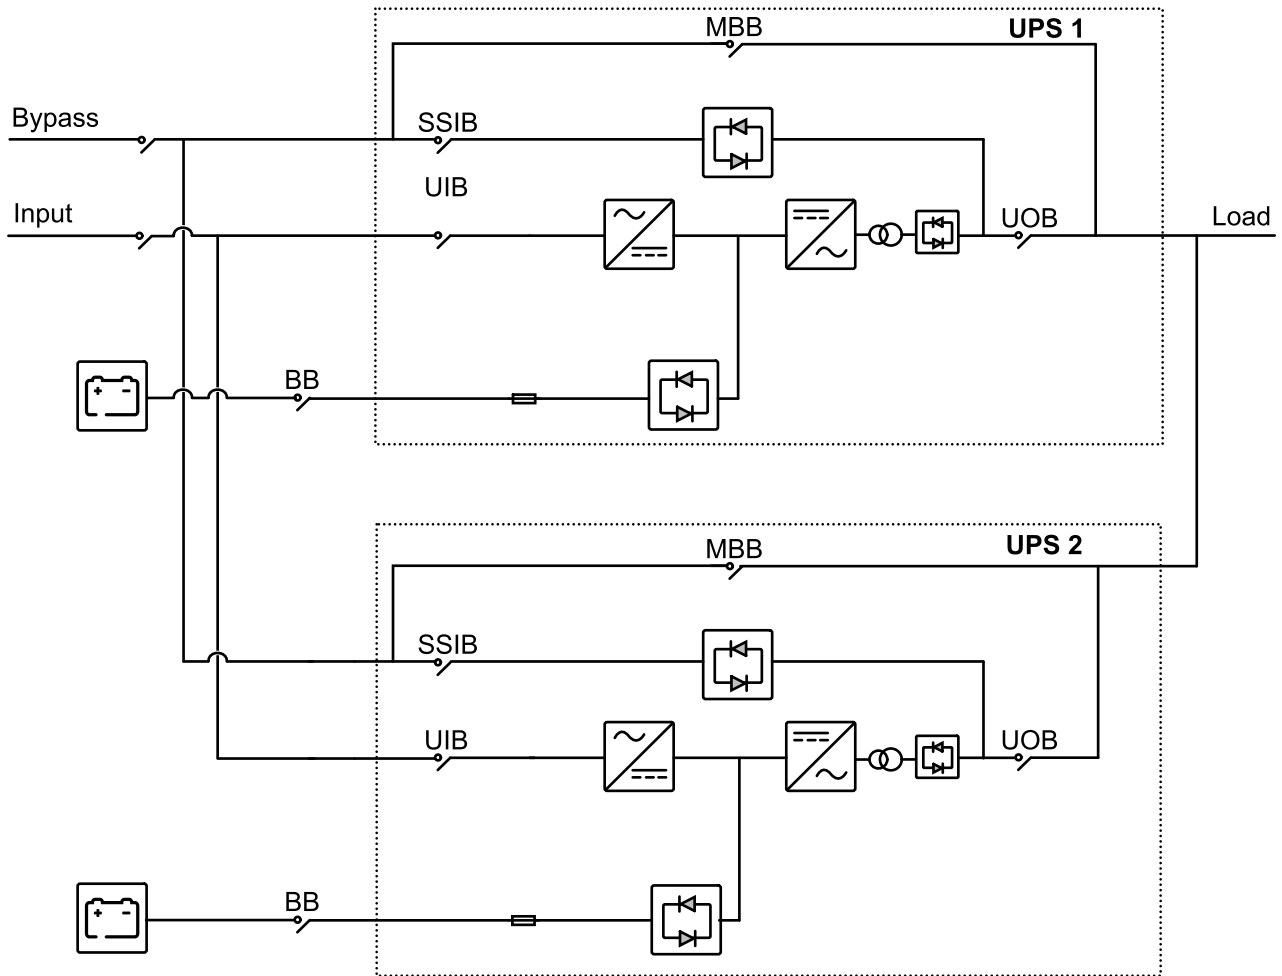 MBB
UPS 1
Bypass
SSIB
UIB
Input
UOB
Load
BB
MBB
UPS 2
SSIB
UIB
UOB
BB